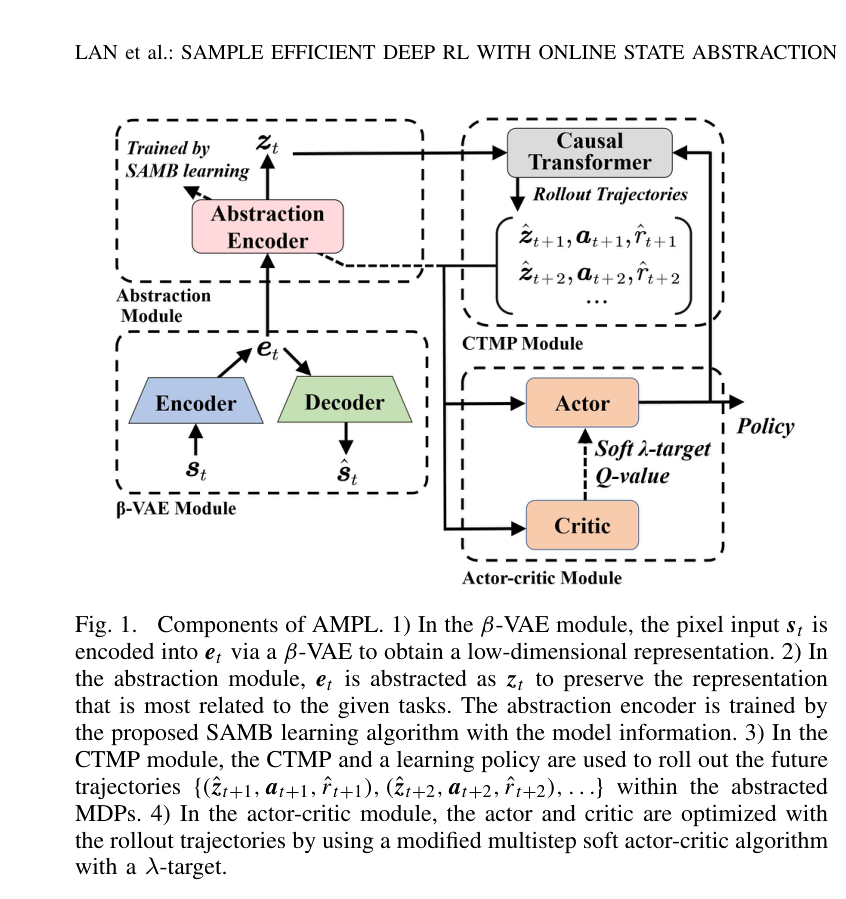 LAN et al.: SAMPLE EFFICIENT DEEP RL WITH ONLINE STATE ABSTRACTION
Trained by
SAMB learning
z_t
Abstraction
Encoder
Abstraction
Module
Causal
Transformer
Rollout Trajectories
ẑ_{t+1}, a_{t+1}, r̂_{t+1}
ẑ_{t+2}, a_{t+2}, r̂_{t+2}
...
CTMP Module
e_t
Encoder
Decoder
s_t
ŝ_t
β-VAE Module
Actor
Policy
Soft λ-target
Q-value
Critic
Actor-critic Module
Fig. 1. Components of AMPL. 1) In the β-VAE module, the pixel input s_t is
encoded into e_t via a β-VAE to obtain a low-dimensional representation. 2) In
the abstraction module, e_t is abstracted as z_t to preserve the representation
that is most related to the given tasks. The abstraction encoder is trained by
the proposed SAMB learning algorithm with the model information. 3) In the
CTMP module, the CTMP and a learning policy are used to roll out the future
trajectories {(ẑ_{t+1}, a_{t+1}, r̂_{t+1}), (ẑ_{t+2}, a_{t+2}, r̂_{t+2}), ...} within the abstracted
MDPs. 4) In the actor-critic module, the actor and critic are optimized with
the rollout trajectories by using a modified multistep soft actor-critic algorithm
with a λ-target.